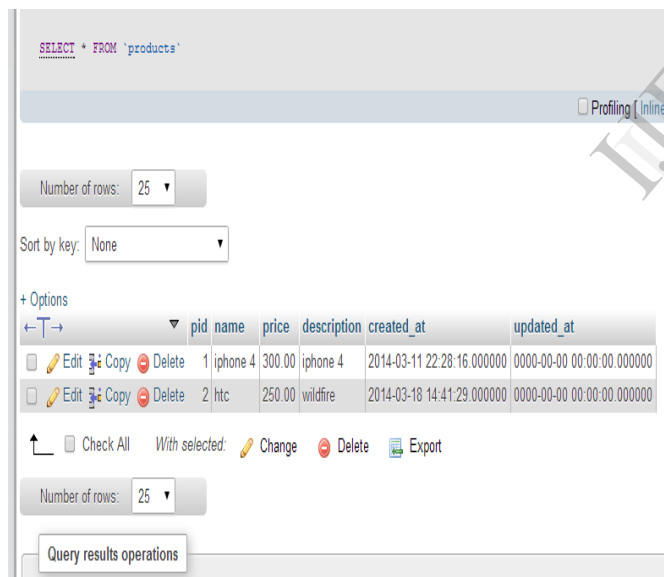 SELECT * FROM `products`
Profiling [ Inline
Number of rows: 25
Sort by key: None
+ Options
pid name price description created_at updated_at
Edit Copy Delete 1 iphone 4 300.00 iphone 4 2014-03-11 22:28:16.000000 0000-00-00 00:00:00.000000
Edit Copy Delete 2 htc 250.00 wildfire 2014-03-18 14:41:29.000000 0000-00-00 00:00:00.000000
Check All With selected: Change Delete Export
Number of rows: 25
Query results operations